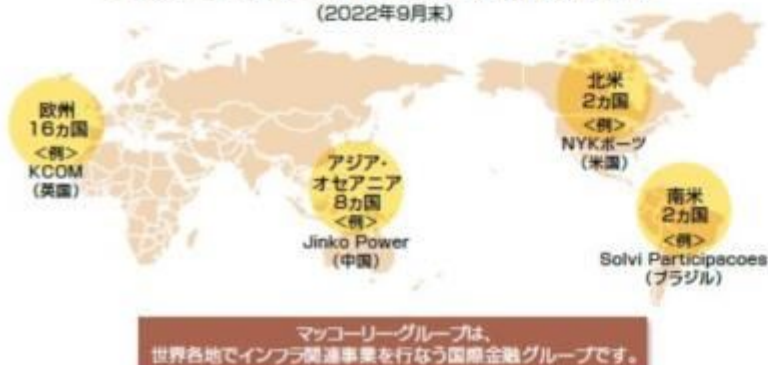 （2022年9月末）
欧州
16ヵ国
<例>
KCOM
（英国）
アジア・
オセアニア
8ヵ国
<例>
Jinko Power
（中国）
北米
2ヵ国
<例>
NYKポーツ
（米国）
南米
2ヵ国
<例>
Solvi Participacoes
（ブラジル）
マッコーリー・グループは、
世界各地でインフラ関連事業を行なう国際金融グループです。